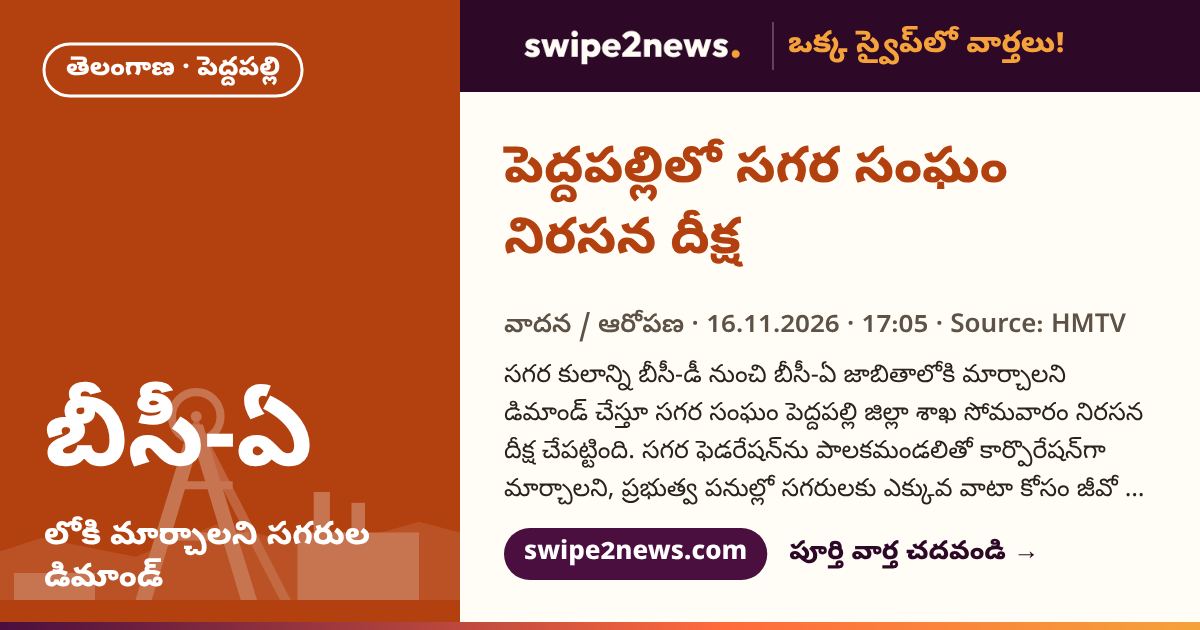 తెలంగాణ · పెద్దపల్లి
బీసీ-ఏ
లోకి మార్చాలని సగరుల
డిమాండ్
swipe2news.
ఒక్క స్వైప్‌లో వార్తలు!
పెద్దపల్లిలో సగర సంఘం
నిరసన దీక్ష
వాదన / ఆరోపణ · 16.11.2026 · 17:05 · Source: HMTV
సగర కులాన్ని బీసీ-డీ నుంచి బీసీ-ఏ జాబితాలోకి మార్చాలని
డిమాండ్ చేస్తూ సగర సంఘం పెద్దపల్లి జిల్లా శాఖ సోమవారం నిరసన
దీక్ష చేపట్టింది. సగర ఫెడరేషన్‌ను పాలకమండలితో కార్పొరేషన్‌గా
మార్చాలని, ప్రభుత్వ పనుల్లో సగరులకు ఎక్కువ వాటా కోసం జీవో ...
swipe2news.com
పూర్తి వార్త చదవండి →